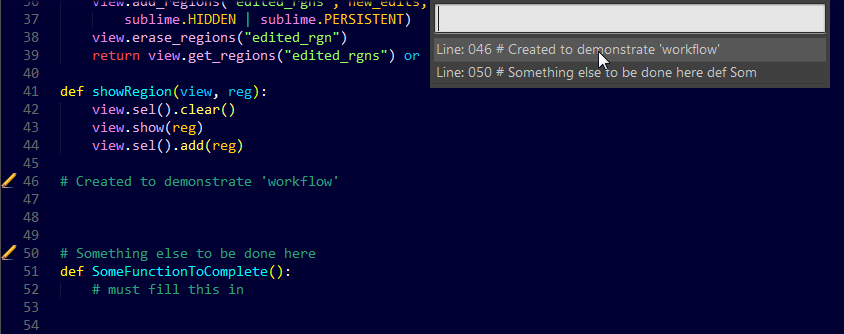 36 view.add_regions("edited_rgns", new_edits,
37 sublime.HIDDEN | sublime.PERSISTENT)
38 view.erase_regions("edited_rgn")
39 return view.get_regions("edited_rgns") or
Line: 046 # Created to demonstrate 'workflow'
Line: 050 # Something else to be done here def Som
40
41 def showRegion(view, reg):
42 view.sel().clear()
43 view.show(reg)
44 view.sel().add(reg)
45
46 # Created to demonstrate 'workflow'
47
48
49
50 # Something else to be done here
51 def SomeFunctionToComplete():
52 # must fill this in
53
54